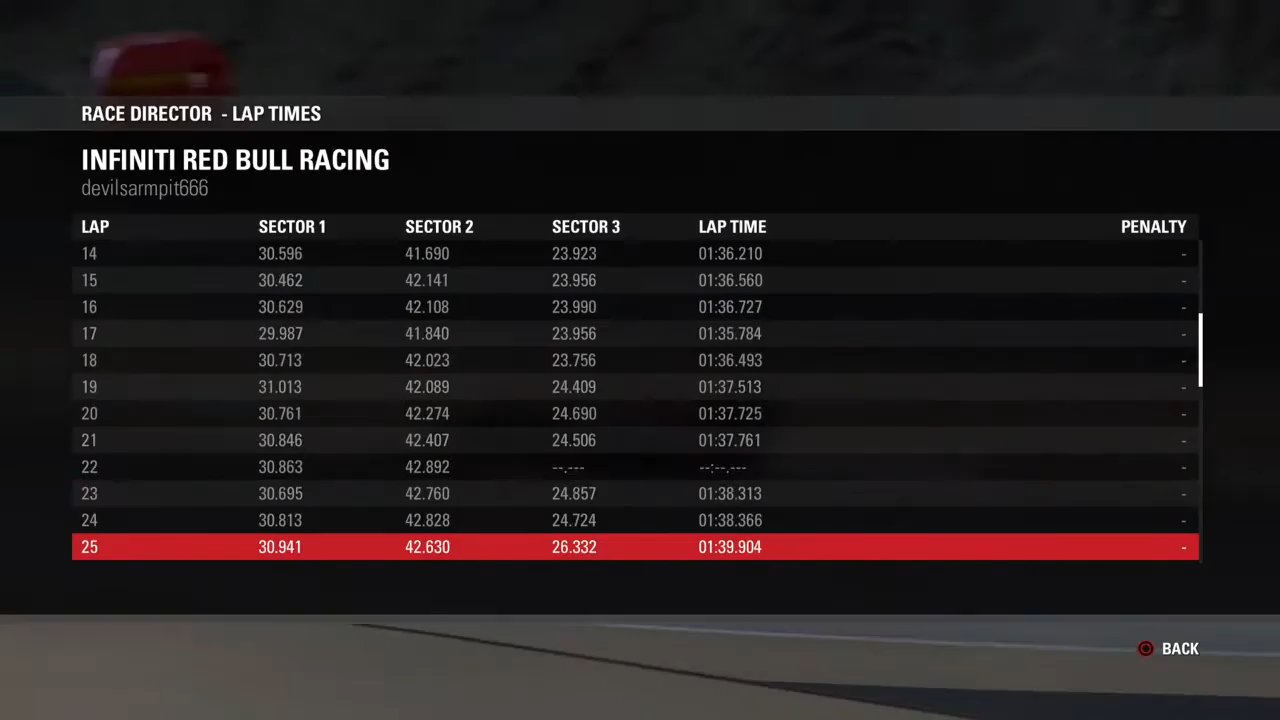 RACE DIRECTOR - LAP TIMES
INFINITI RED BULL RACING
devilsarmpit666
LAP SECTOR 1 SECTOR 2 SECTOR 3 LAP TIME PENALTY
14 30.596 41.690 23.923 01:36.210 -
15 30.462 42.141 23.956 01:36.560 -
16 30.629 42.108 23.990 01:36.727 -
17 29.987 41.840 23.956 01:35.784 -
18 30.713 42.023 23.756 01:36.493 -
19 31.013 42.089 24.409 01:37.513 -
20 30.761 42.274 24.690 01:37.725 -
21 30.846 42.407 24.506 01:37.761 -
22 30.863 42.892 --.--- --:--.--- -
23 30.695 42.760 24.857 01:38.313 -
24 30.813 42.828 24.724 01:38.366 -
25 30.941 42.630 26.332 01:39.904 -
BACK